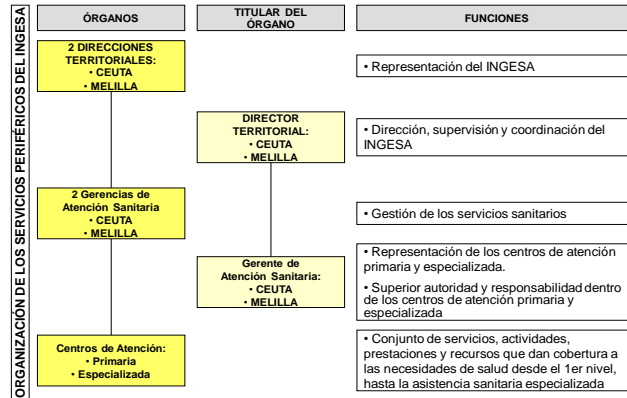 ORGANIZACIÓN DE LOS SERVICIOS PERIFÉRICOS DEL INGESA
ÓRGANOS
TITULAR DEL
ÓRGANO
FUNCIONES
2 DIRECCIONES
TERRITORIALES:
• CEUTA
• MELILLA
• Representación del INGESA
DIRECTOR
TERRITORIAL:
• CEUTA
• MELILLA
• Dirección, supervisión y coordinación del
INGESA
2 Gerencias de
Atención Sanitaria
• CEUTA
• MELILLA
• Gestión de los servicios sanitarios
Gerente de
Atención Sanitaria:
• CEUTA
• MELILLA
• Representación de los centros de atención
primaria y especializada.
• Superior autoridad y responsabilidad dentro
de los centros de atención primaria y
especializada
Centros de Atención:
• Primaria
• Especializada
• Conjunto de servicios, actividades,
prestaciones y recursos que dan cobertura a
las necesidades de salud desde el 1er nivel,
hasta la asistencia sanitaria especializada